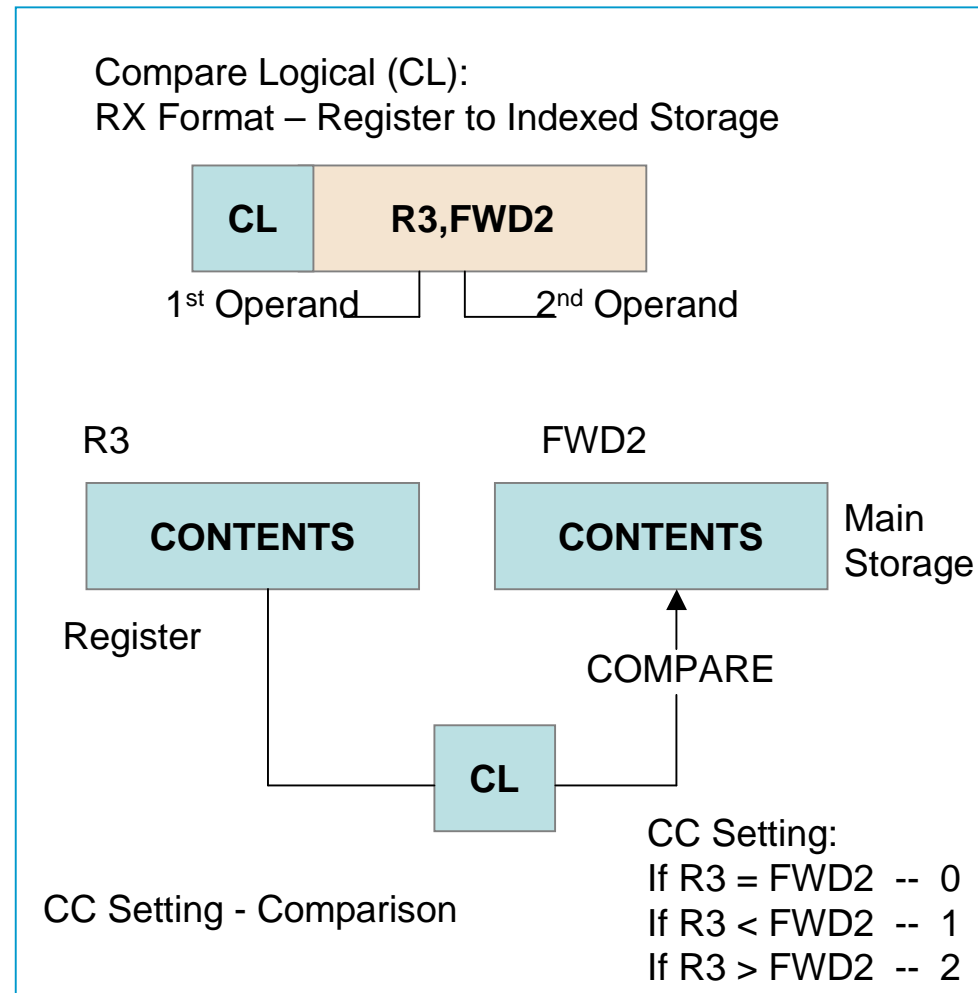 Compare Logical (CL):
RX Format – Register to Indexed Storage
CL
R3,FWD2
1st Operand
2nd Operand
R3
FWD2
CONTENTS
CONTENTS
Main
Storage
Register
COMPARE
CL
CC Setting:
If R3 = FWD2 -- 0
If R3 < FWD2 -- 1
If R3 > FWD2 -- 2
CC Setting - Comparison